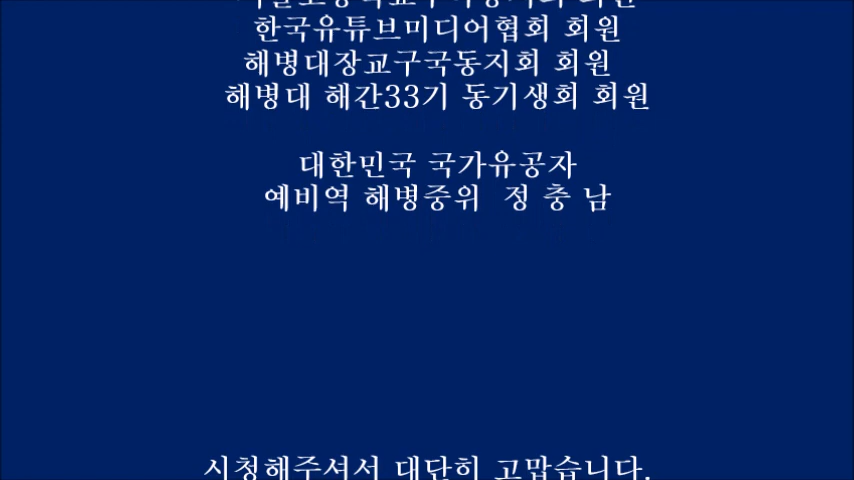 회원
한국유튜브미디어협회 회원
해병대장교구국동지회 회원
해병대 해간33기 동기생회 회원
대한민국 국가유공자
예비역 해병중위 정 충 남
시청해주셔서 대단히 고맙습니다.